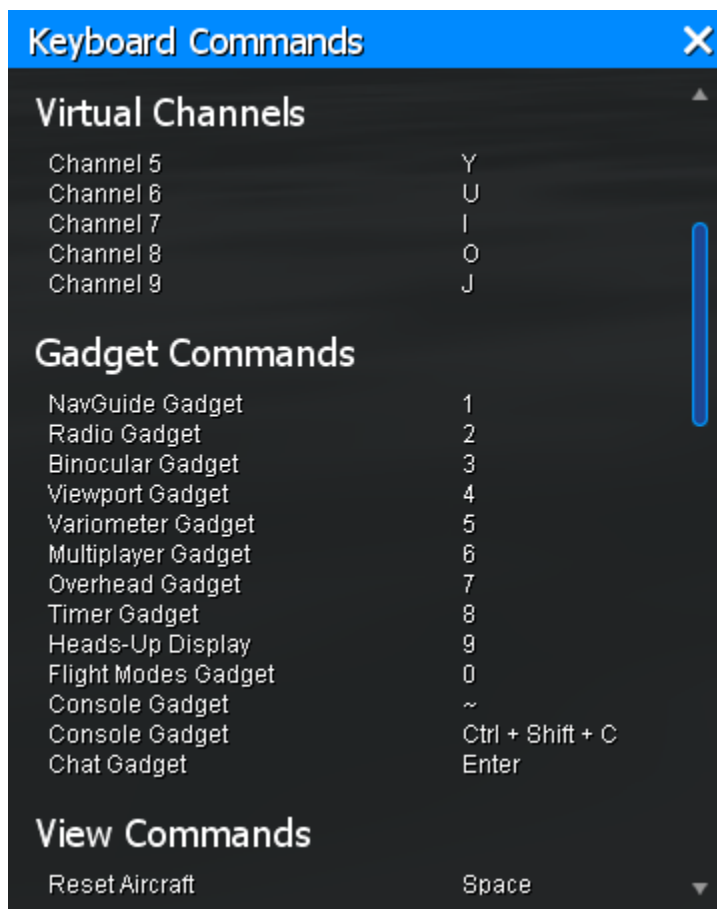 Keyboard Commands
Virtual Channels
Channel 5 Y
Channel 6 U
Channel 7 I
Channel 8 O
Channel 9 J
Gadget Commands
NavGuide Gadget 1
Radio Gadget 2
Binocular Gadget 3
Viewport Gadget 4
Variometer Gadget 5
Multiplayer Gadget 6
Overhead Gadget 7
Timer Gadget 8
Heads-Up Display 9
Flight Modes Gadget 0
Console Gadget ~
Console Gadget Ctrl + Shift + C
Chat Gadget Enter
View Commands
Reset Aircraft Space